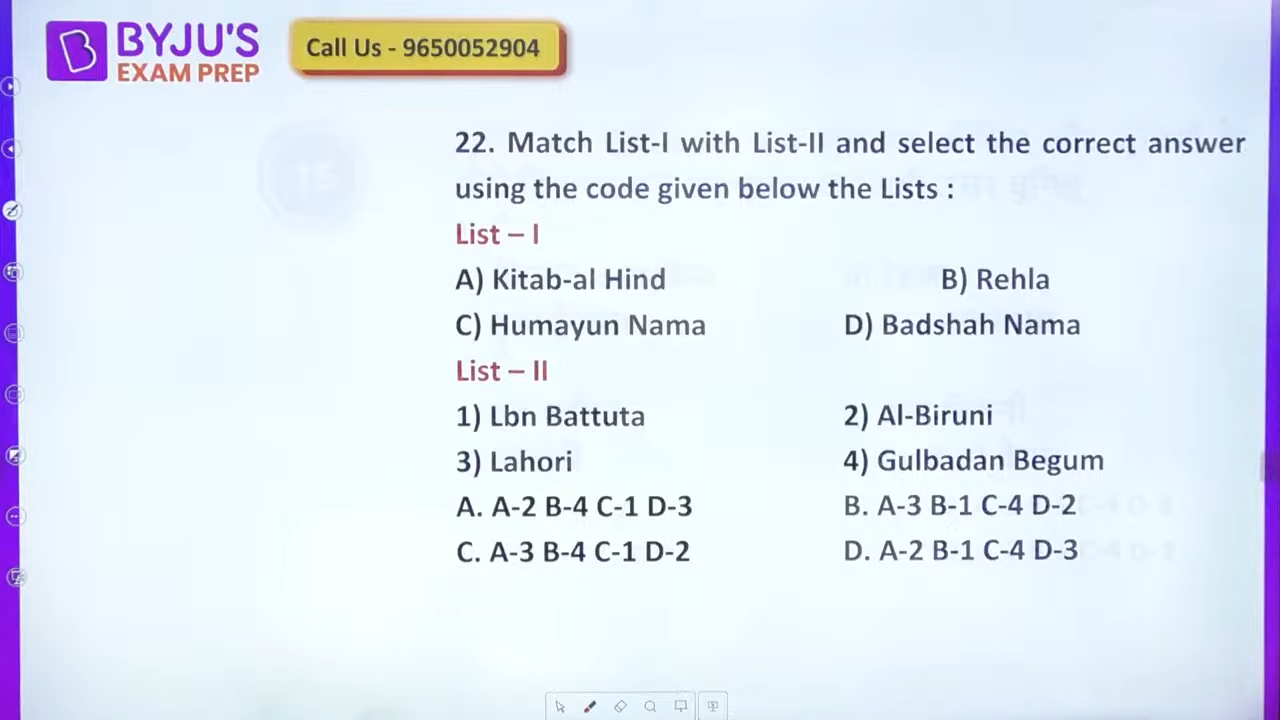 BYJU'S
EXAM PREP
Call Us - 9650052904
22. Match List-I with List-II and select the correct answer
using the code given below the Lists :
List – I
A) Kitab-al Hind B) Rehla
C) Humayun Nama D) Badshah Nama
List – II
1) Lbn Battuta 2) Al-Biruni
3) Lahori 4) Gulbadan Begum
A. A-2 B-4 C-1 D-3 B. A-3 B-1 C-4 D-2
C. A-3 B-4 C-1 D-2 D. A-2 B-1 C-4 D-3